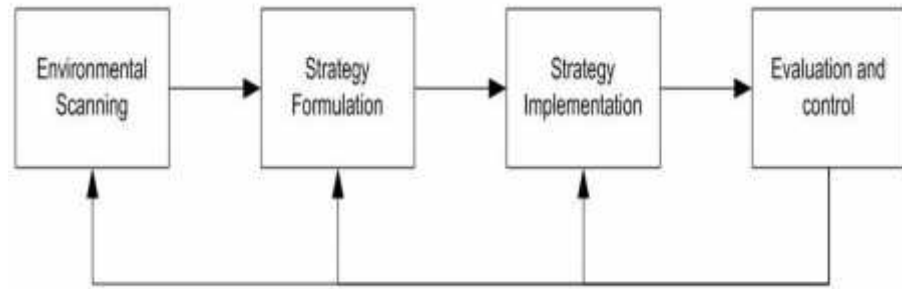 Environmental
Scanning
Strategy
Formulation
Strategy
Implementation
Evaluation and
control